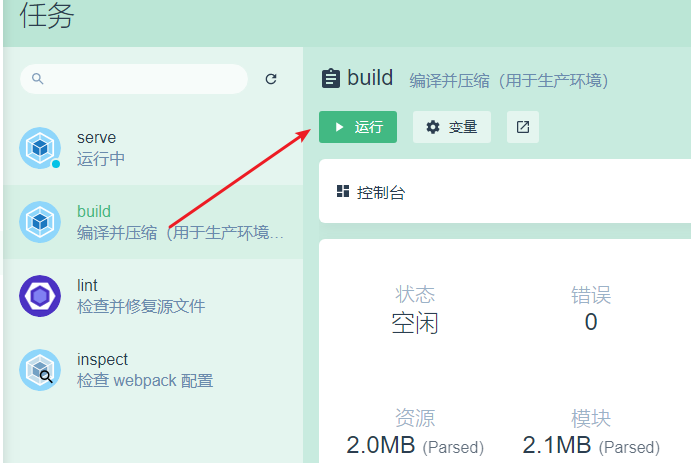 任务
serve
运行中
build
编译并压缩（用于生产环境...
lint
检查并修复源文件
inspect
检查 webpack 配置
build 编译并压缩（用于生产环境）
运行 变量
控制台
状态 错误
空闲 0
资源 模块
2.0MB (Parsed) 2.1MB (Parsed)